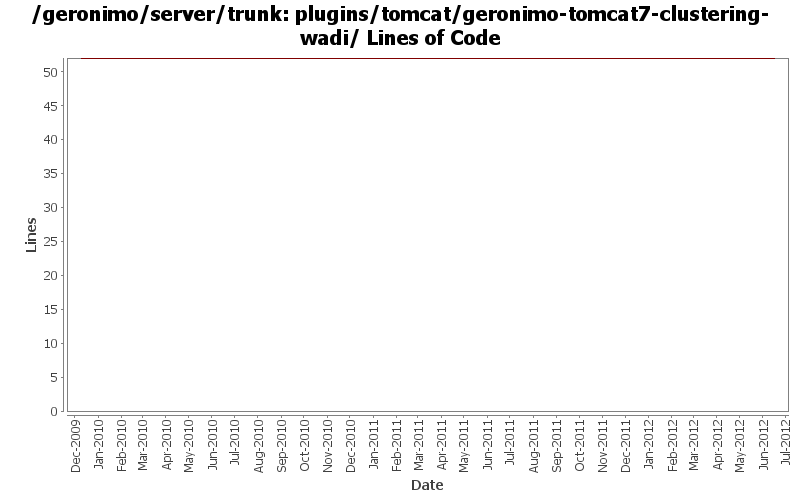 /geronimo/server/trunk: plugins/tomcat/geronimo-tomcat7-clustering-
wadi/ Lines of Code
50
45
40
35
30
25
20
15
10
5
0
Lines
Dec-2009
Jan-2010
Feb-2010
Mar-2010
Apr-2010
May-2010
Jun-2010
Jul-2010
Aug-2010
Sep-2010
Oct-2010
Nov-2010
Dec-2010
Jan-2011
Feb-2011
Mar-2011
Apr-2011
May-2011
Jun-2011
Jul-2011
Aug-2011
Sep-2011
Oct-2011
Nov-2011
Dec-2011
Jan-2012
Feb-2012
Mar-2012
Apr-2012
May-2012
Jun-2012
Jul-2012
Date